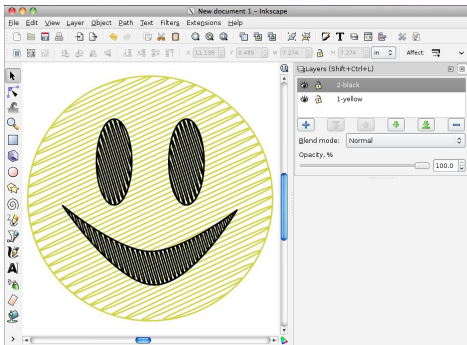 New document 1 - Inkscape
File Edit View Layer Object Path Text Filters Extensions Help
X 11.199 Y 8.485 W 7.274 H 7.274 in Affect:
Layers (Shift+Ctrl+L)
2-black
1-yellow
Blend mode: Normal
Opacity, %
100.0